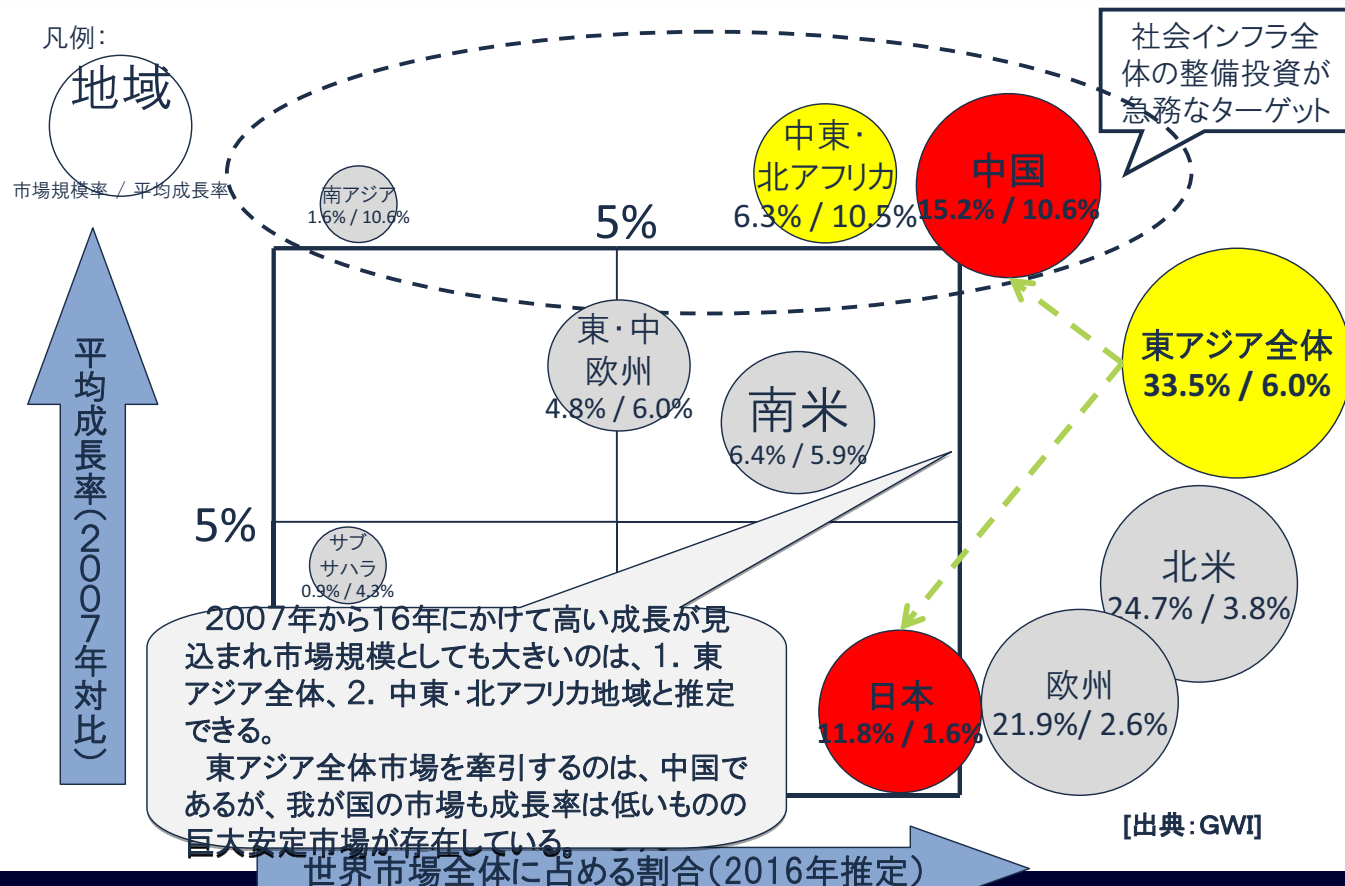 凡例：
地域
市場規模率 / 平均成長率
社会インフラ全
体の整備投資が
急務なターゲット
南アジア
1.6% / 10.6%
中東・
北アフリカ
6.3% / 10.5%
中国
15.2% / 10.6%
5%
東・中
欧州
4.8% / 6.0%
南米
6.4% / 5.9%
東アジア全体
33.5% / 6.0%
平均成長率（2007年対比）
5%
サブ
サハラ
0.9% / 4.3%
北米
24.7% / 3.8%
欧州
21.9%/ 2.6%
日本
11.8% / 1.6%
2007年から16年にかけて高い成長が見
込まれ市場規模としても大きいのは、1．東
アジア全体、2．中東・北アフリカ地域と推定
できる。
東アジア全体市場を牽引するのは、中国で
あるが、我が国の市場も成長率は低いものの
巨大安定市場が存在している。
[出典：GWI]
世界市場全体に占める割合（2016年推定）